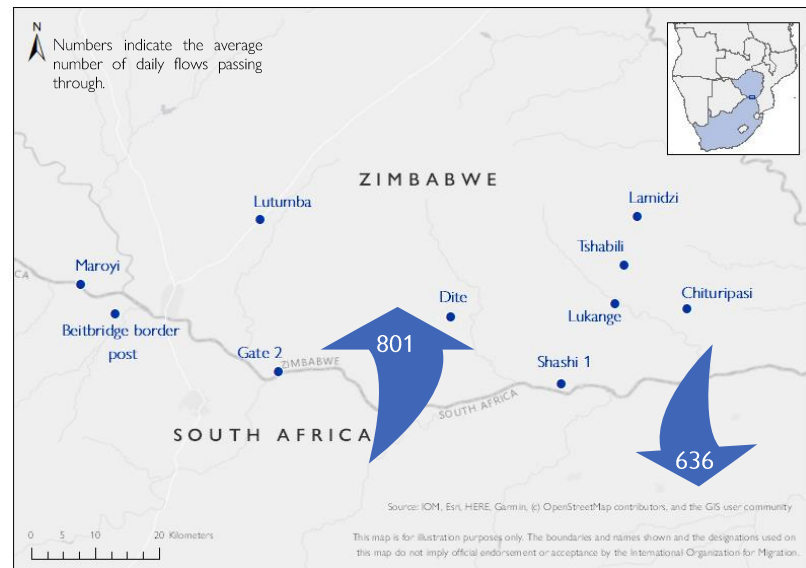 N
Numbers indicate the average
number of daily flows passing
through.
ZIMBABWE
Lutumba
Lamidzi
Tshabili
Maroyi
CA
Dite
Chituripasi
Lukange
Beitbridge border
post
801
Gate 2
ZIMBABWE
Shashi 1
SOUTH AFRICA
SOUTH AFRICA
636
Source: IOM, Esri, HERE, Garmin, (c) OpenStreetMap contributors, and the GIS user community
0 5 10 20 Kilometers
This map is for illustration purposes only. The boundaries and names shown and the designations used on
this map do not imply official endorsement or acceptance by the International Organization for Migration.